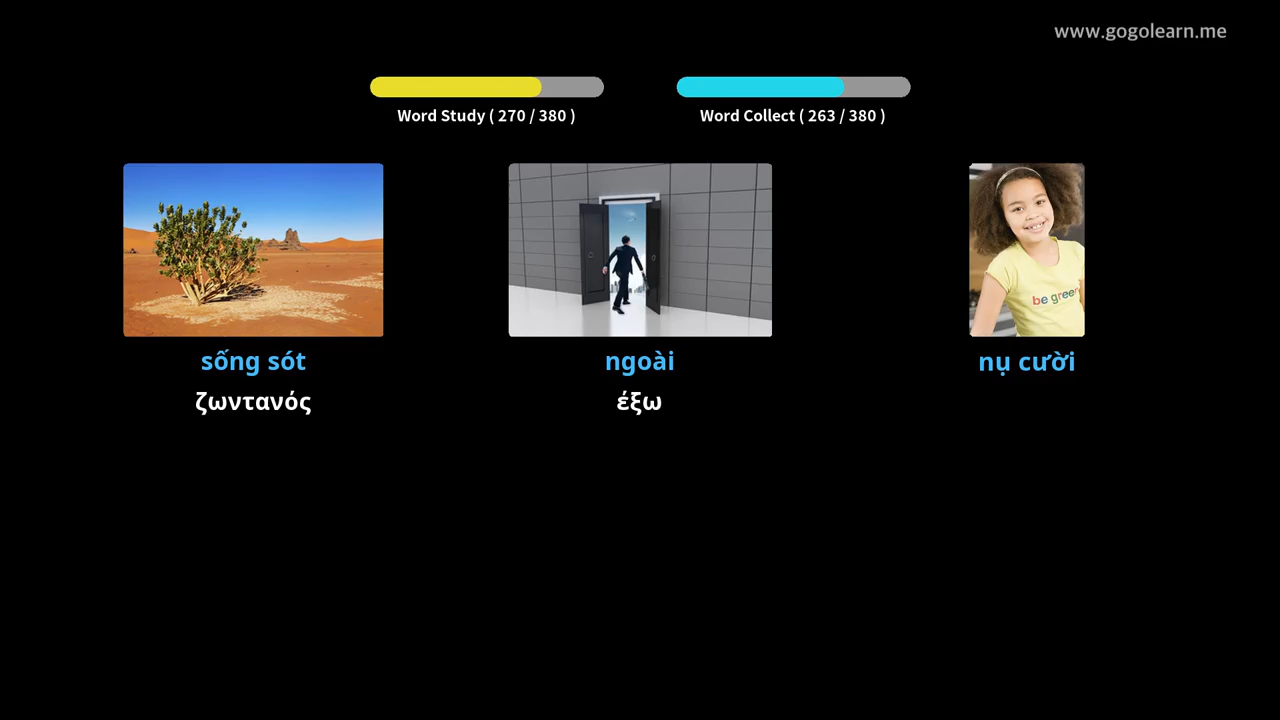 www.gogolearn.me
Word Study ( 270 / 380 )
Word Collect ( 263 / 380 )
be green
sống sót
ngoài
nụ cười
ζωντανός
έξω